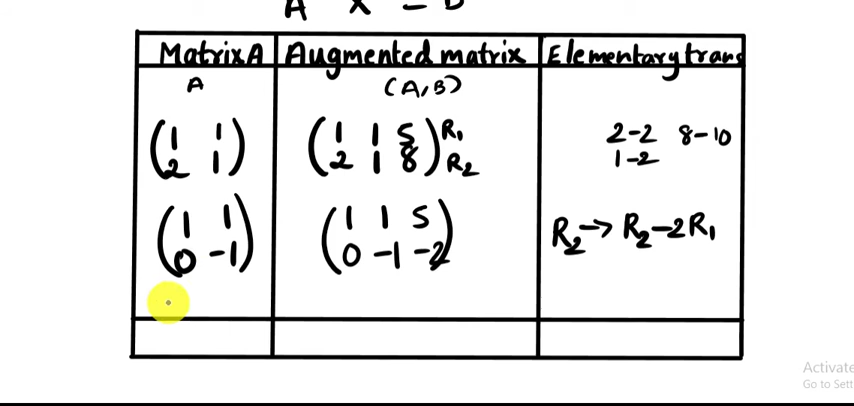 A X = B
Matrix A Augmented matrix Elementary trans
A (A,B)
(1 1 (1 1 5) R₁ 2-2 8-10
2 1) 2 1 8) R₂ 1-2
(1 1 (1 1 5 R₂→R₂-2R₁
0 -1) 0 -1 -2)
Activate
Go to Sett